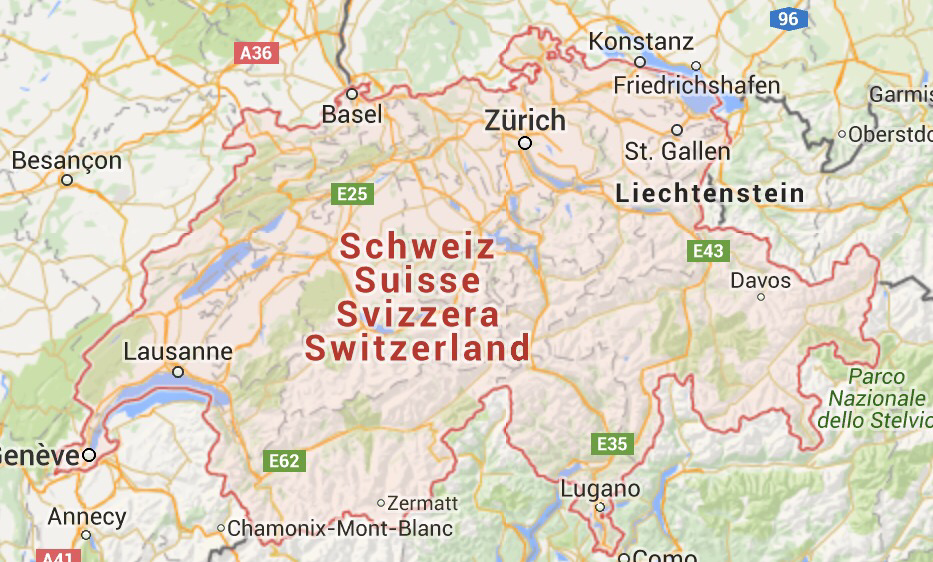 96
Konstanz
A36
Friedrichshafen
Garmis
Basel
Zürich
Oberstdo
St. Gallen
Besançon
E25
Liechtenstein
Schweiz
Suisse
Svizzera
Switzerland
E43
Davos
Lausanne
Parco
Nazionale
dello Stelvio
E35
Genève
E62
Lugano
Zermatt
Annecy
Chamonix-Mont-Blanc
A41
Como